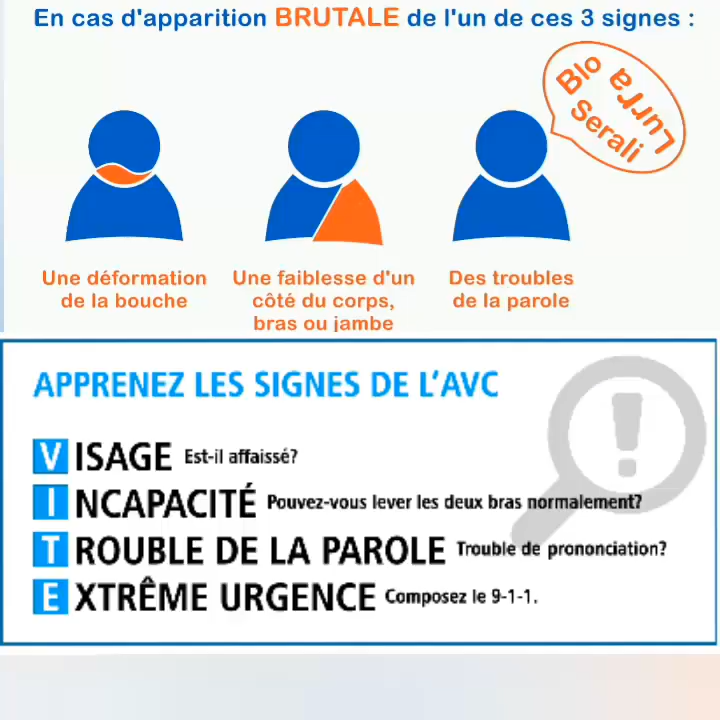 En cas d'apparition BRUTALE de l'un de ces 3 signes :
Blo Lurra
B Serali
Une déformation
de la bouche
Une faiblesse d'un
côté du corps,
bras ou jambe
Des troubles
de la parole
APPRENEZ LES SIGNES DE L'AVC
VISAGE Est-il affaissé?
INCAPACITÉ Pouvez-vous lever les deux bras normalement?
TROUBLE DE LA PAROLE Trouble de prononciation?
EXTRÊME URGENCE Composez le 9-1-1.